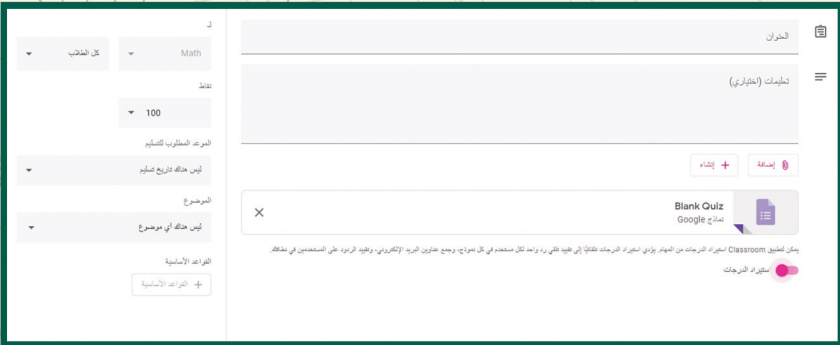 العنوان
تعليمات (اختياري)
إضافة
إنشاء
Blank Quiz
نماذج Google
يمكن لتطبيق Classroom استيراد الدرجات من المهام. يؤدي استيراد الدرجات تلقائيًا إلى تقييد تلقي رد واحد لكل مستخدم في كل نموذج، وجمع عناوين البريد الإلكتروني، وتقييد الردود على المستخدمين في نطاقك.
ستيراد الدرجات
لـ
Math
كل الطلاب
نقاط
100
الموعد المطلوب للتسليم
ليس هناك تاريخ تسليم
الموضوع
ليس هناك أي موضوع
القواعد الأساسية
القواعد الأساسية